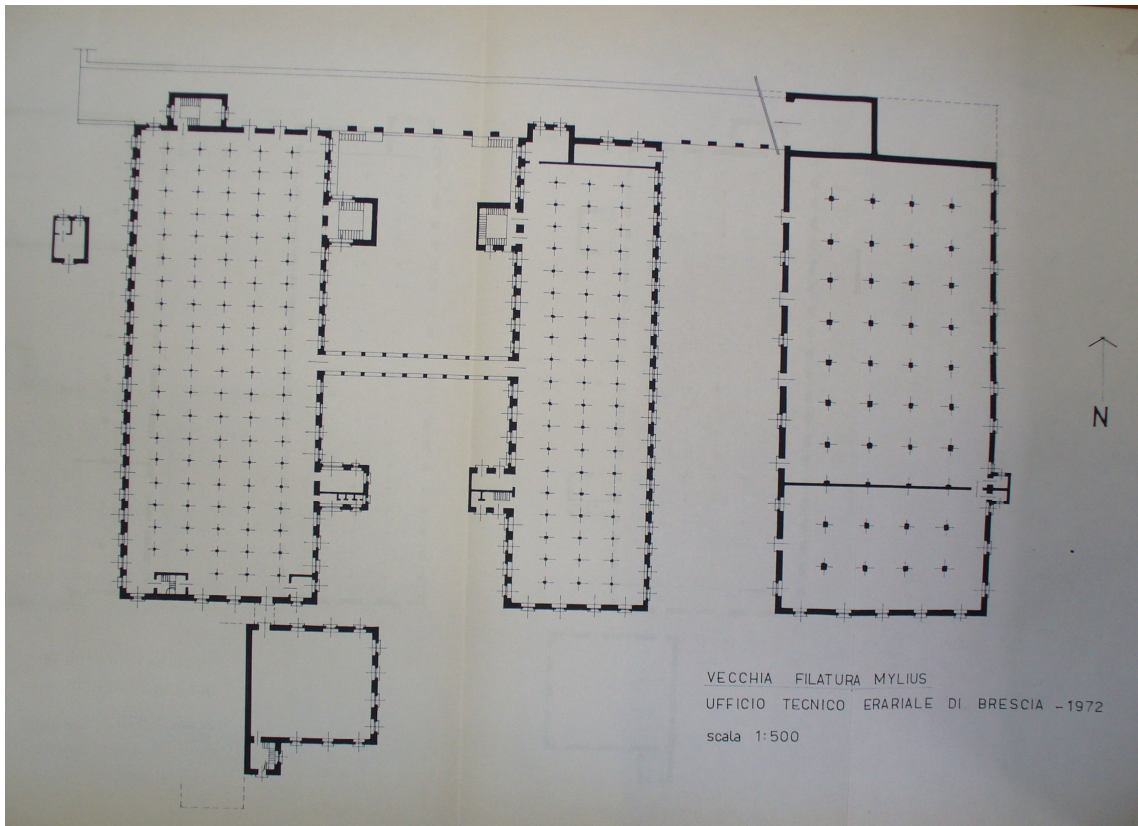 N
VECCHIA FILATURA MYLIUS
UFFICIO TECNICO ERARIALE DI BRESCIA - 1972
scala 1:500